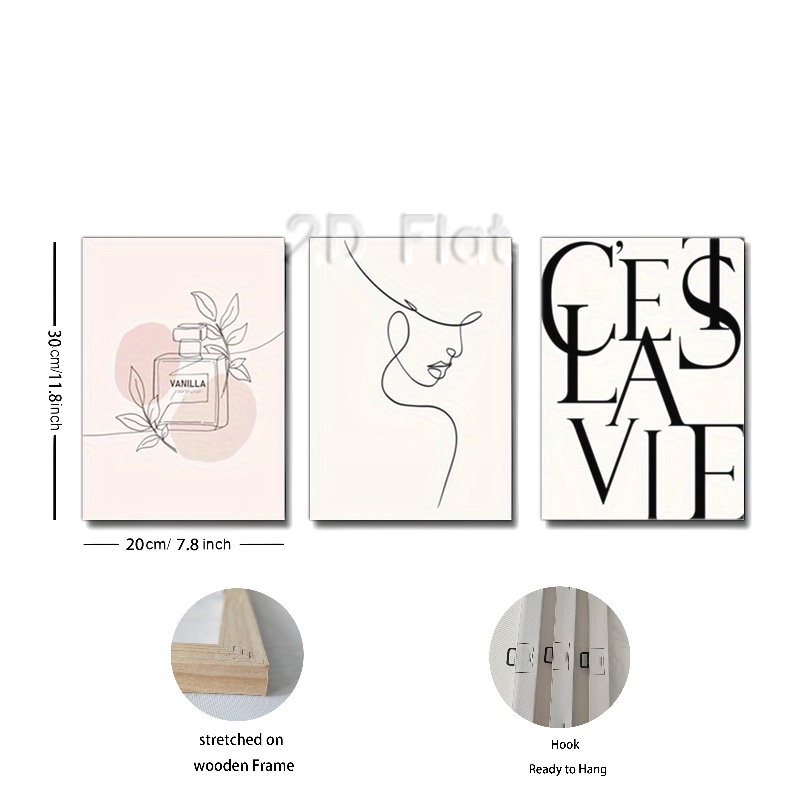 2D Flat
30cm/11.8inch
VANILLA
C'EST
LA
VIE
20cm/ 7.8 inch
stretched on
wooden Frame
Hook
Ready to Hang